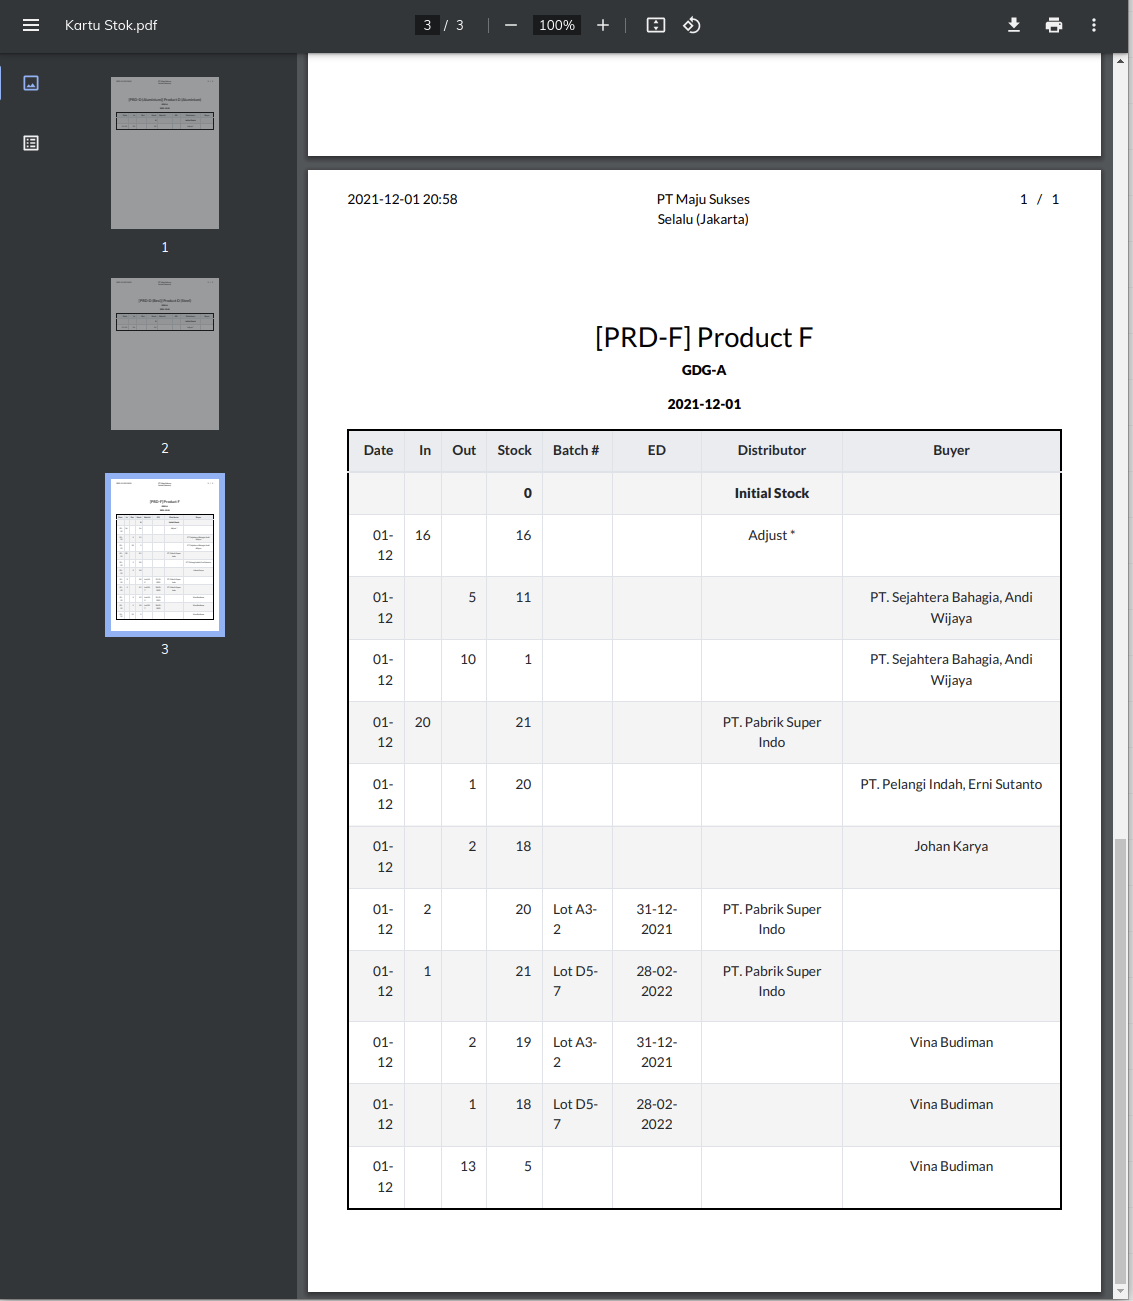 Kartu Stok.pdf
3 / 3
100%
1
2
3
2021-12-01 20:58
PT Maju Sukses
Selalu (Jakarta)
1 / 1
[PRD-F] Product F
GDG-A
2021-12-01
Date In Out Stock Batch # ED Distributor Buyer
0 Initial Stock
01-12 16 16 Adjust *
01-12 5 11 PT. Sejahtera Bahagia, Andi Wijaya
01-12 10 1 PT. Sejahtera Bahagia, Andi Wijaya
01-12 20 21 PT. Pabrik Super Indo
01-12 1 20 PT. Pelangi Indah, Erni Sutanto
01-12 2 18 Johan Karya
01-12 2 20 Lot A3-2 31-12-2021 PT. Pabrik Super Indo
01-12 1 21 Lot D5-7 28-02-2022 PT. Pabrik Super Indo
01-12 2 19 Lot A3-2 31-12-2021 Vina Budiman
01-12 1 18 Lot D5-7 28-02-2022 Vina Budiman
01-12 13 5 Vina Budiman